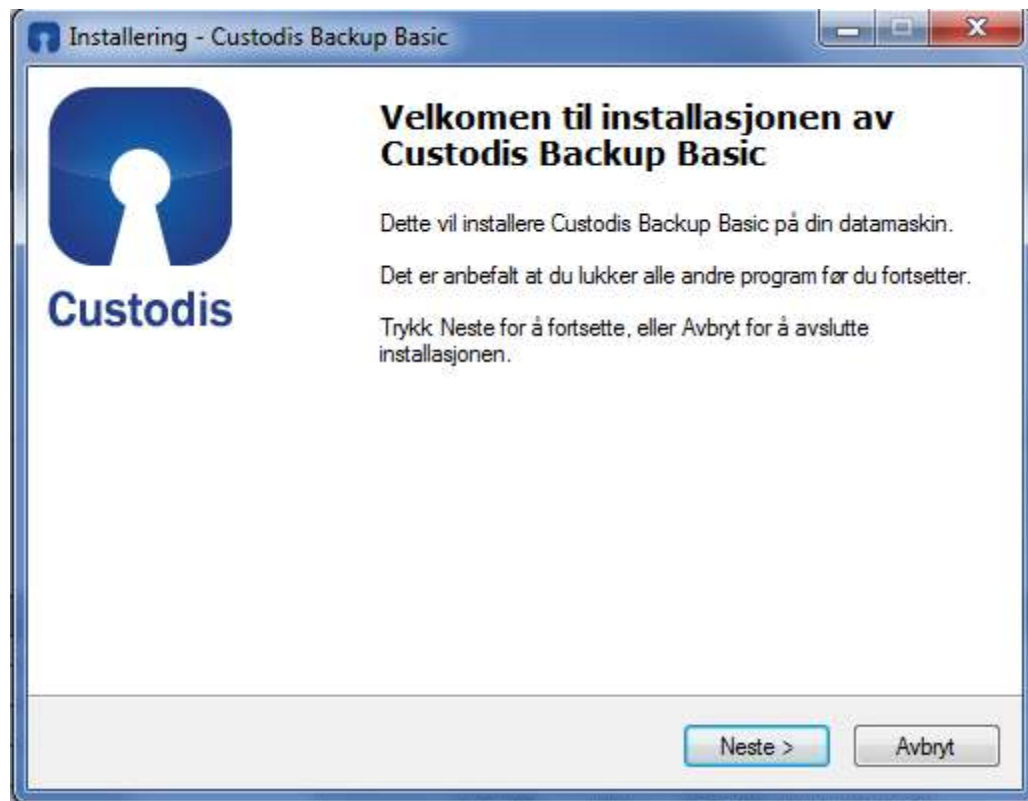 Installering - Custodis Backup Basic
Custodis
Velkomen til installasjonen av
Custodis Backup Basic
Dette vil installere Custodis Backup Basic på din datamaskin.
Det er anbefalt at du lukker alle andre program før du fortsetter.
Trykk Neste for å fortsette, eller Avbryt for å avslutte
installasjonen.
Neste >
Avbryt